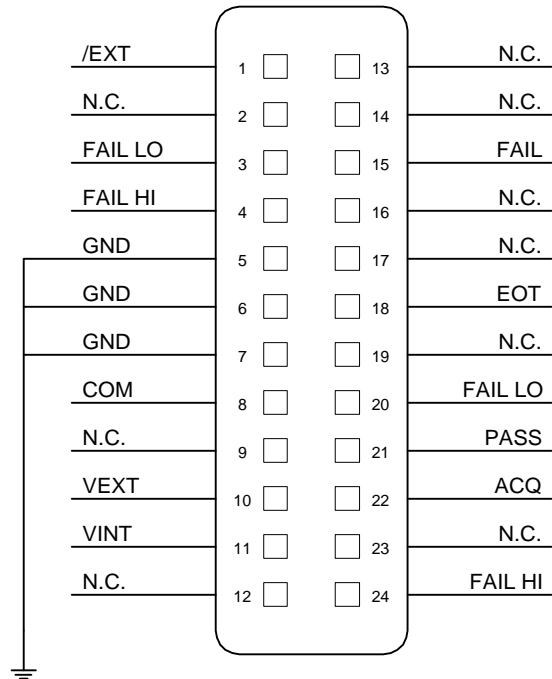 /EXT 1 13 N.C.
N.C. 2 14 N.C.
FAIL LO 3 15 FAIL
FAIL HI 4 16 N.C.
GND 5 17 N.C.
GND 6 18 EOT
GND 7 19 N.C.
COM 8 20 FAIL LO
N.C. 9 21 PASS
VEXT 10 22 ACQ
VINT 11 23 N.C.
N.C. 12 24 FAIL HI